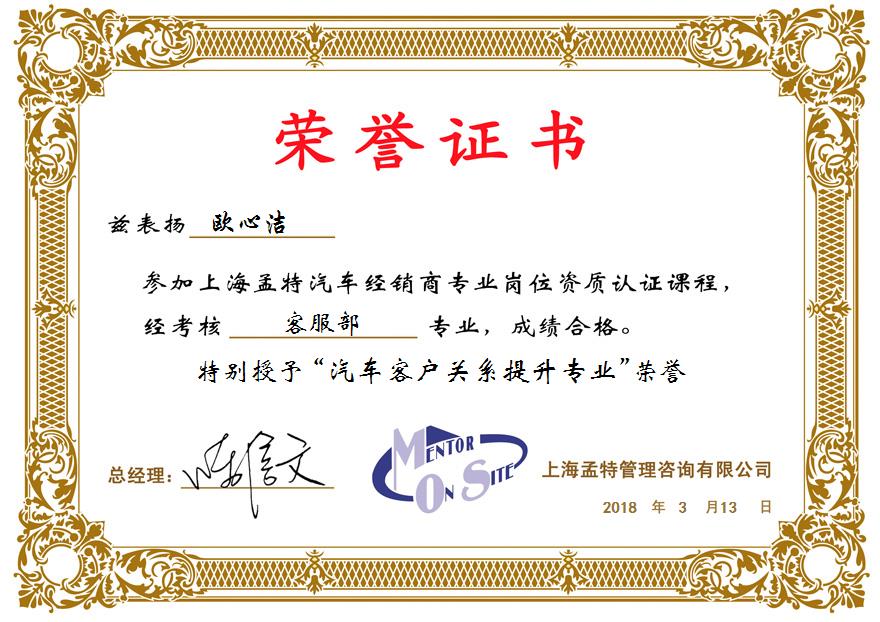 荣誉证书
兹表扬 欧心洁
参加上海孟特汽车经销商专业岗位资质认证课程，
经考核 客服部 专业，成绩合格。
特别授予“汽车客户关系提升专业”荣誉
总经理：
MENTOR
ON SITE
上海孟特管理咨询有限公司
2018 年 3 月13 日